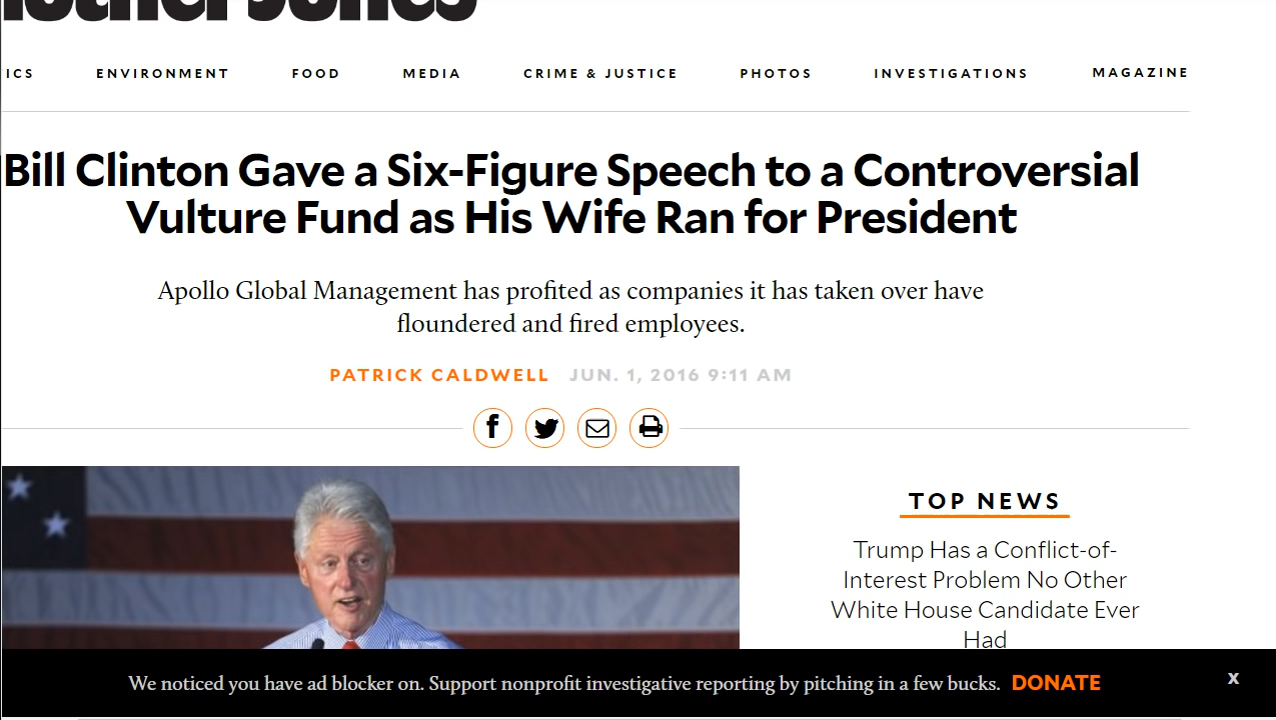 Mother Jones
ICS ENVIRONMENT FOOD MEDIA CRIME & JUSTICE PHOTOS INVESTIGATIONS MAGAZINE
Bill Clinton Gave a Six-Figure Speech to a Controversial
Vulture Fund as His Wife Ran for President
Apollo Global Management has profited as companies it has taken over have
floundered and fired employees.
PATRICK CALDWELL JUN. 1, 2016 9:11 AM
f
TOP NEWS
Trump Has a Conflict-of-
Interest Problem No Other
White House Candidate Ever
Had
We noticed you have ad blocker on. Support nonprofit investigative reporting by pitching in a few bucks. DONATE x